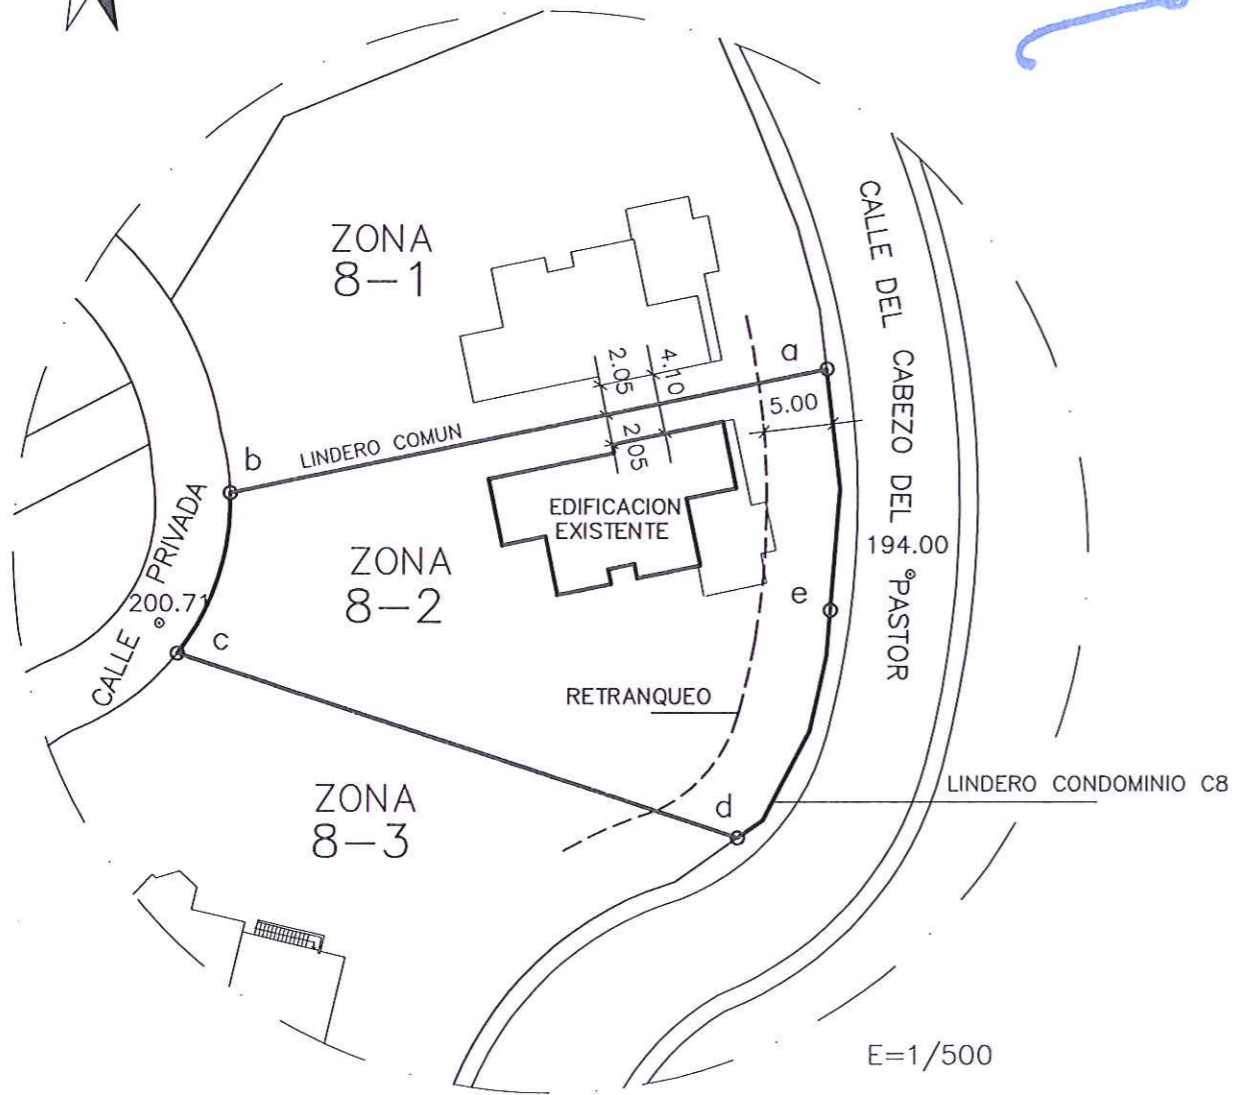 ZONA
8-1
CALLE DEL CABEZO DEL PASTOR
a
2.05
4.10
5.00
2.05
b
LINDERO COMUN
EDIFICACION
EXISTENTE
194.00
ZONA
8-2
CALLE PRIVADA
200.71
c
e
RETRANQUEO
LINDERO CONDOMINIO C8
d
ZONA
8-3
E=1/500